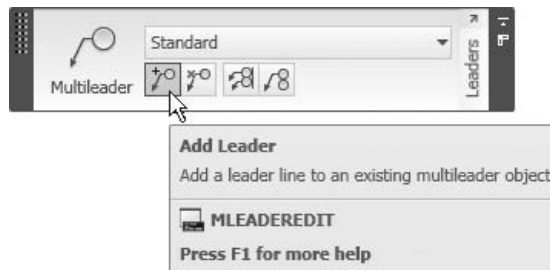 Standard
Multileader
Leaders
Add Leader
Add a leader line to an existing multileader object
MLEADEREDIT
Press F1 for more help